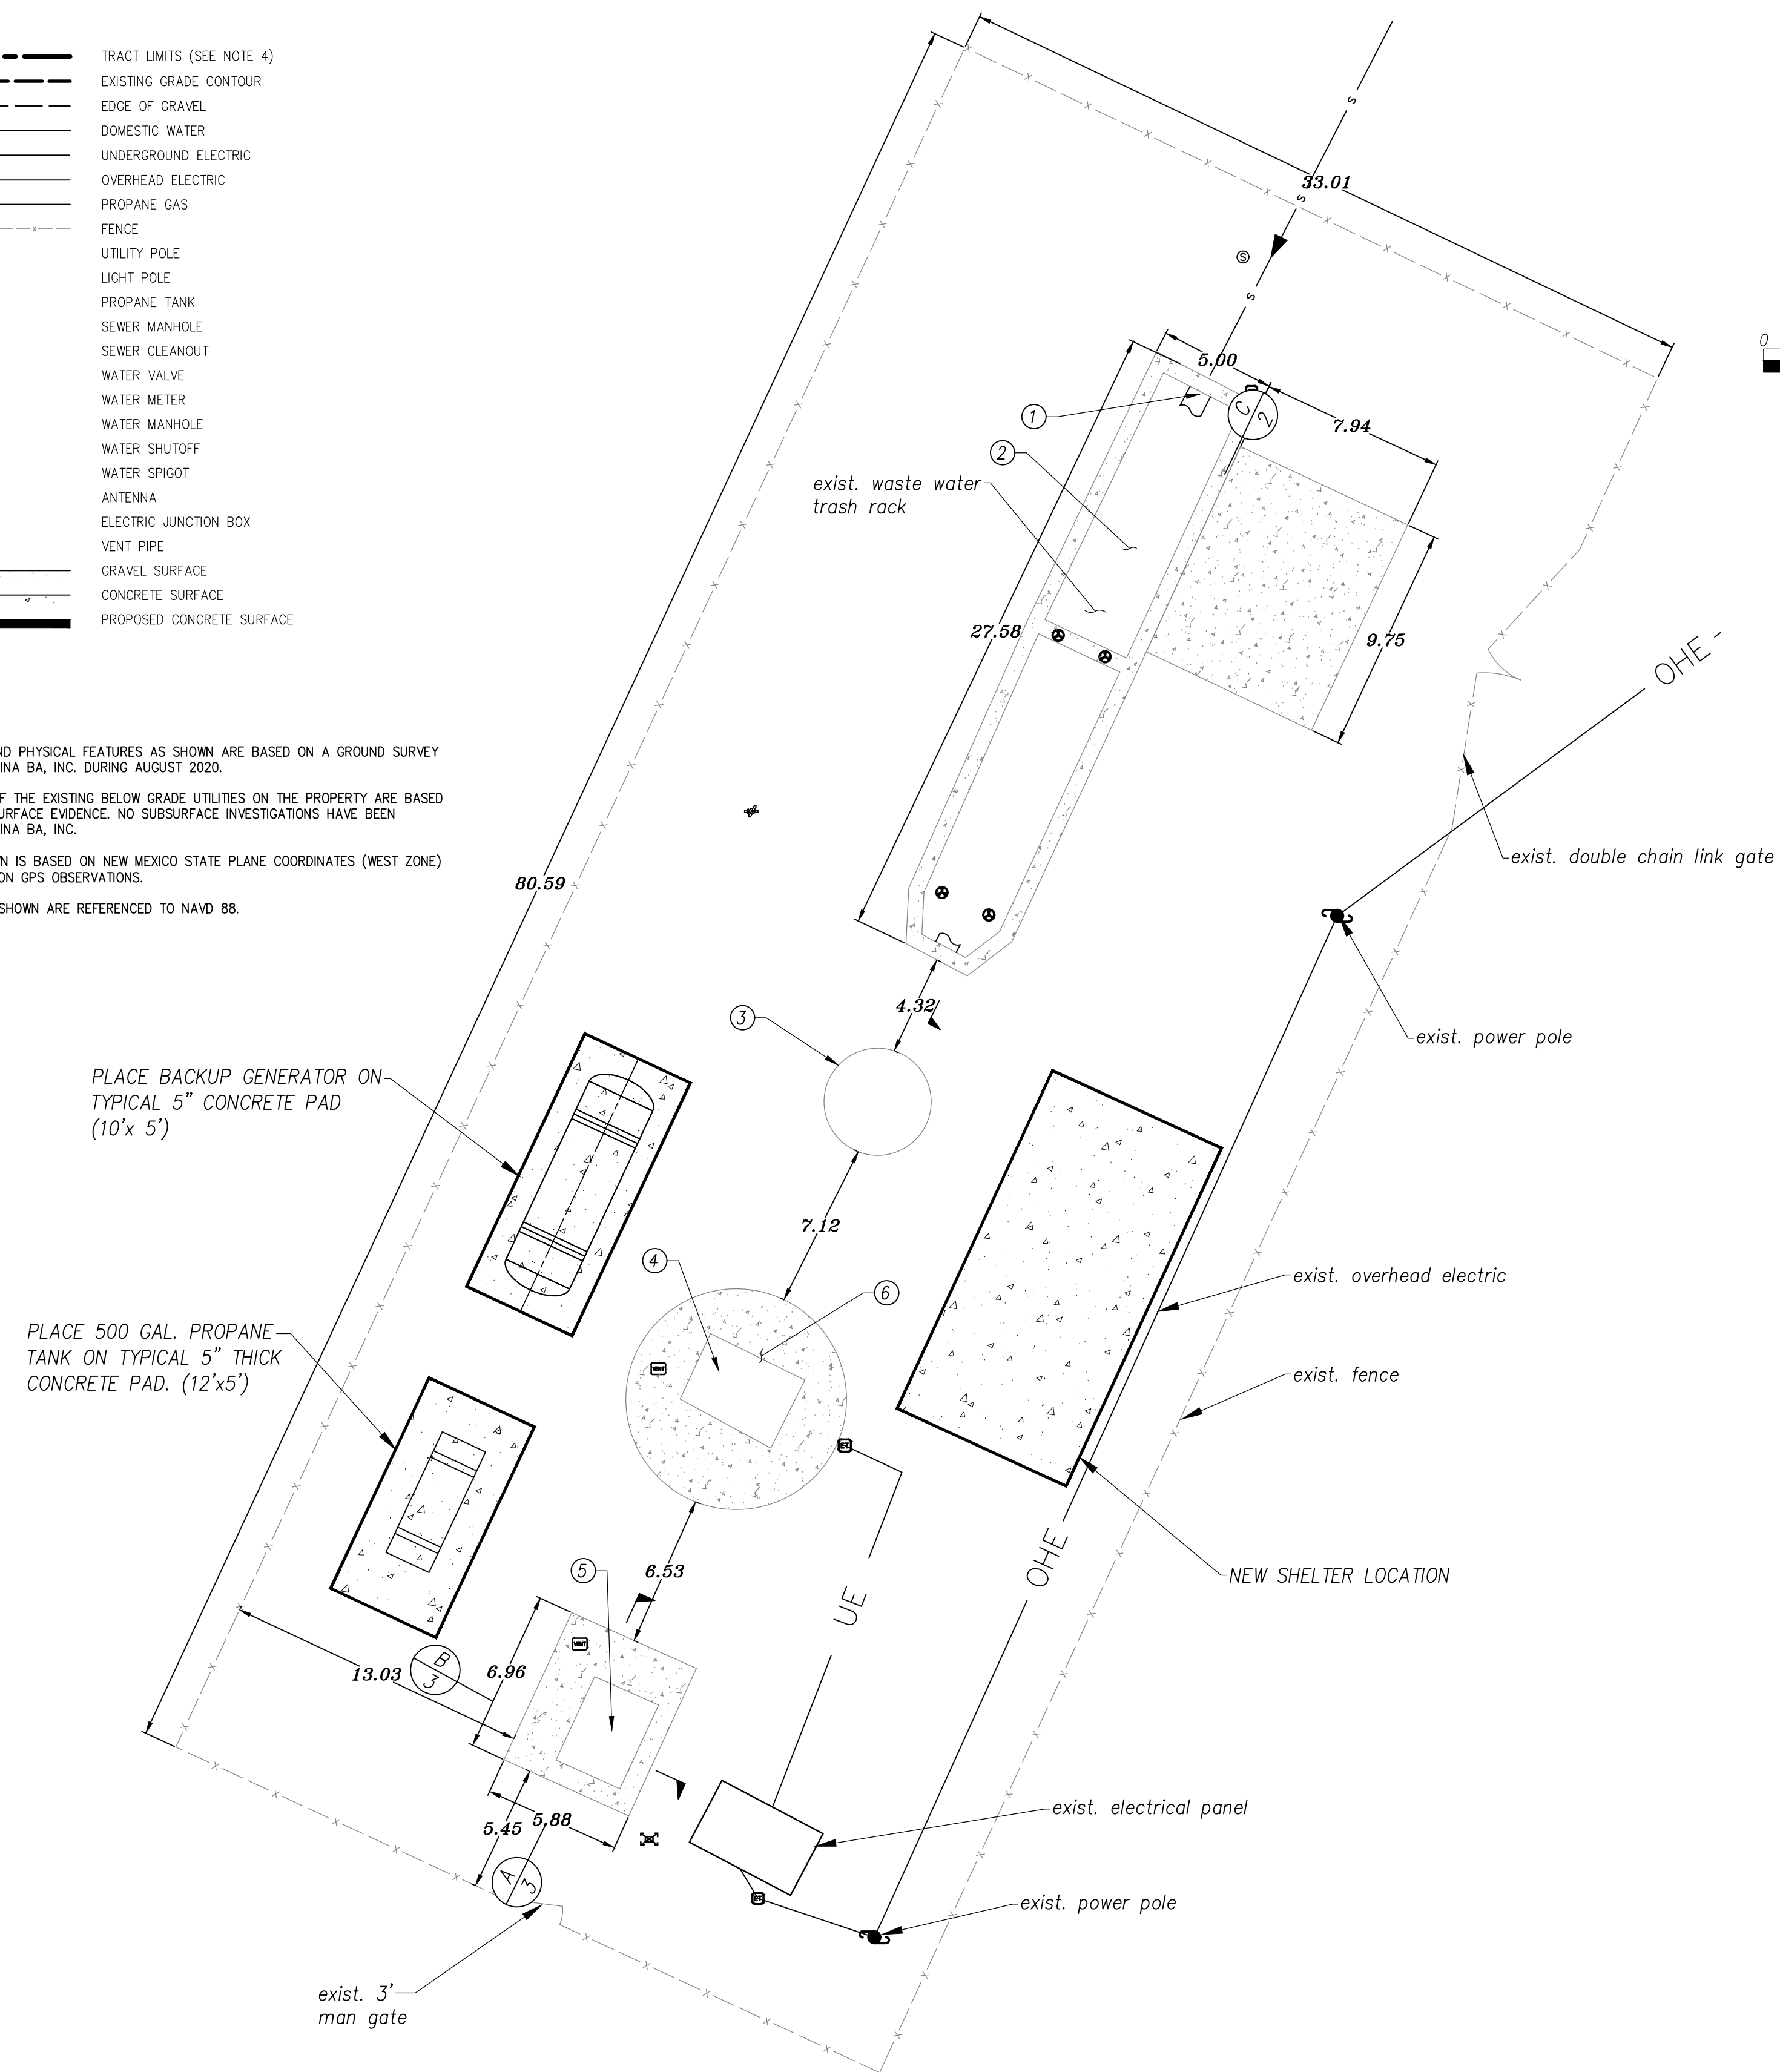 TRACT LIMITS (SEE NOTE 4)
EXISTING GRADE CONTOUR
EDGE OF GRAVEL
DOMESTIC WATER
UNDERGROUND ELECTRIC
OVERHEAD ELECTRIC
PROPANE GAS
x
FENCE
UTILITY POLE
LIGHT POLE
PROPANE TANK
SEWER MANHOLE
SEWER CLEANOUT
WATER VALVE
WATER METER
WATER MANHOLE
WATER SHUTOFF
WATER SPIGOT
ANTENNA
ELECTRIC JUNCTION BOX
VENT PIPE
GRAVEL SURFACE
CONCRETE SURFACE
PROPOSED CONCRETE SURFACE
ND PHYSICAL FEATURES AS SHOWN ARE BASED ON A GROUND SURVEY
INA BA, INC. DURING AUGUST 2020.
F THE EXISTING BELOW GRADE UTILITIES ON THE PROPERTY ARE BASED
URFACE EVIDENCE. NO SUBSURFACE INVESTIGATIONS HAVE BEEN
INA BA, INC.
N IS BASED ON NEW MEXICO STATE PLANE COORDINATES (WEST ZONE)
ON GPS OBSERVATIONS.
SHOWN ARE REFERENCED TO NAVD 88.
S
33.01
S
S
S
0
5.00
C
2
7.94
1
2
exist. waste water
trash rack
27.58
9.75
OHE
exist. double chain link gate
80.59
4.32
3
exist. power pole
PLACE BACKUP GENERATOR ON
TYPICAL 5" CONCRETE PAD
(10'x 5')
7.12
4
6
exist. overhead electric
PLACE 500 GAL. PROPANE
TANK ON TYPICAL 5" THICK
CONCRETE PAD. (12'x5')
VENT
exist. fence
ET
6.53
5
OHE
UE
NEW SHELTER LOCATION
VENT
13.03
B
3
6.96
5.45
5.88
exist. electrical panel
A
3
ET
exist. power pole
exist. 3'
man gate